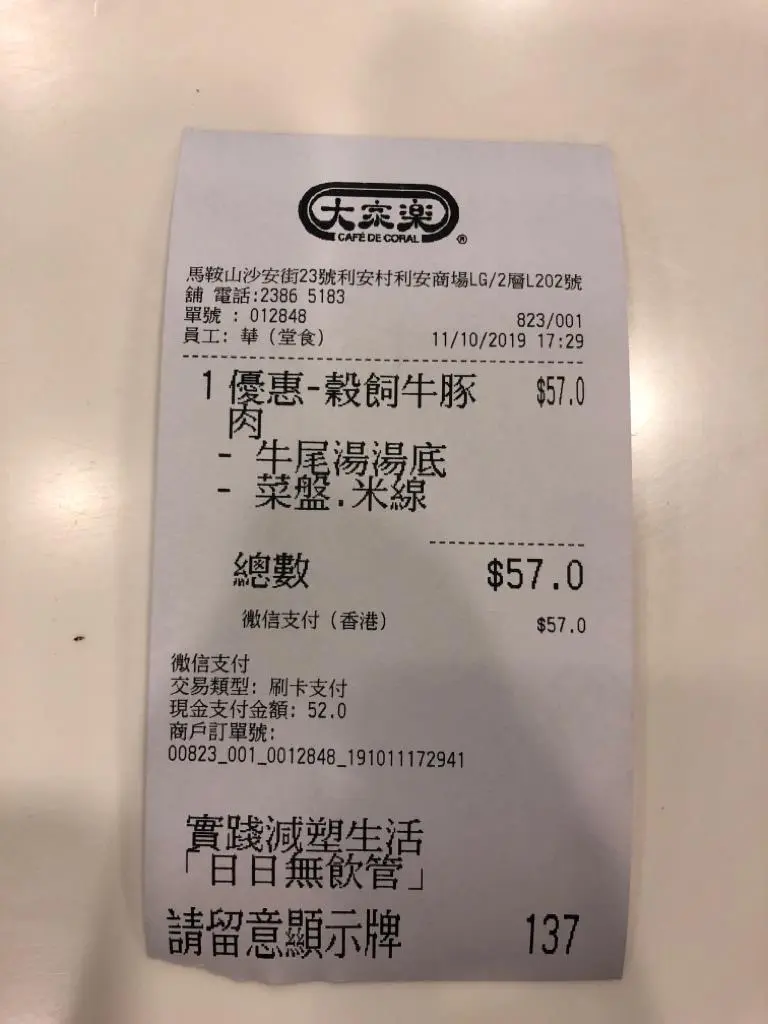 大家樂
CAFÉ DE CORAL ®
馬鞍山沙安街23號利安村利安商場LG/2層L202號
舖 電話:2386 5183
單號 : 012848 823/001
員工: 華 (堂食) 11/10/2019 17:29
1 優惠-穀飼牛豚 $57.0
肉
- 牛尾湯湯底
- 菜盤.米線
總數 $57.0
微信支付 (香港) $57.0
微信支付
交易類型: 刷卡支付
現金支付金額: 52.0
商戶訂單號:
00823_001_0012848_191011172941
實踐減塑生活
「日日無飲管」
請留意顯示牌 137